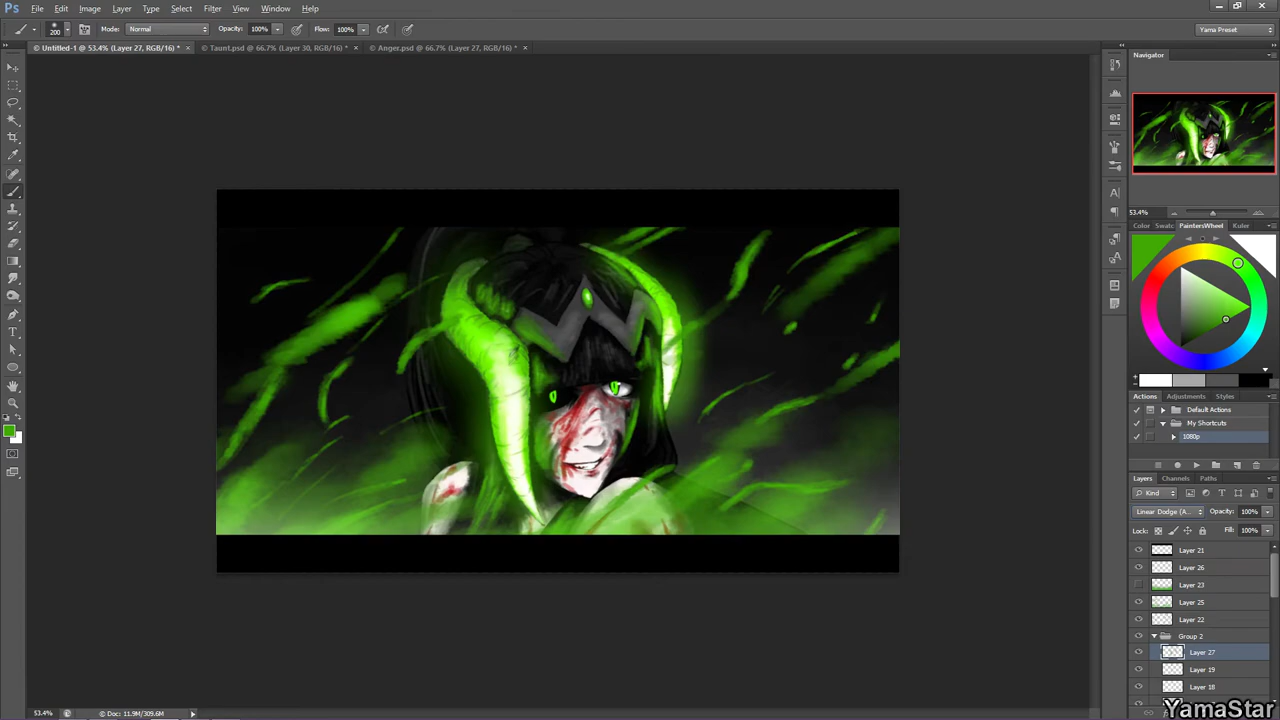 Ps File Edit Image Layer Type Select Filter 3D View Window Help
200 Mode: Normal Opacity: 100% Flow: 100% Yama Preset
© Untitled-1 @ 53.4% (Layer 27, RGB/16) * × © Taunt.psd @ 66.7% (Layer 30, RGB/16) * × © Anger.psd @ 66.7% (Layer 27, RGB/16) * ×
Navigator
53.4%
Color Swatc PaintersWheel Kuler
Actions Adjustments Styles
Default Actions
My Shortcuts
1080p
Layers Channels Paths
Kind
Linear Dodge (A... Opacity: 100%
Lock: Fill: 100%
Layer 21
Layer 26
Layer 23
Layer 25
Layer 22
Group 2
Layer 27
Layer 19
Layer 18
YamaStar
53.4% Doc: 11.9M/309.6M